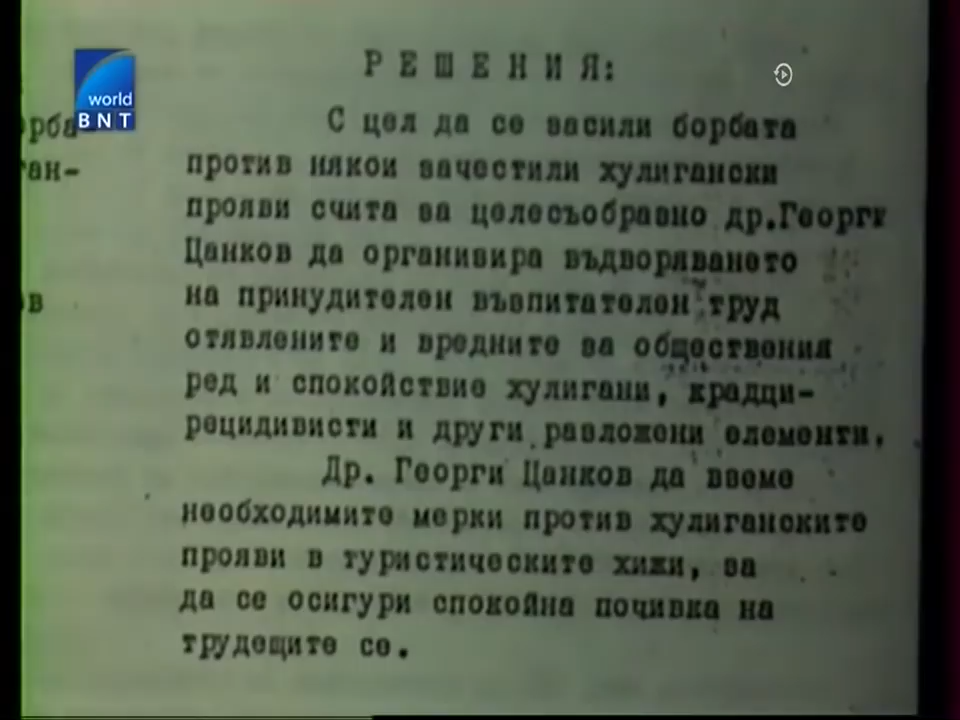 world
BNT
РЕШЕНИЯ:
С цел да се засили борбата
против някои зачестили хулигански
прояви счита за целесъобразно др.Георги
Цанков да организира въдворяването
на принудителен възпитателен труд
отявлените и вредните за обществения
ред и спокойствие хулигани, крадци-
рецидивисти и други разложени елементи.
Др. Георги Цанков да вземе
необходимите мерки против хулиганските
прояви в туристическите хижи, за
да се осигури спокойна почивка на
трудещите се.